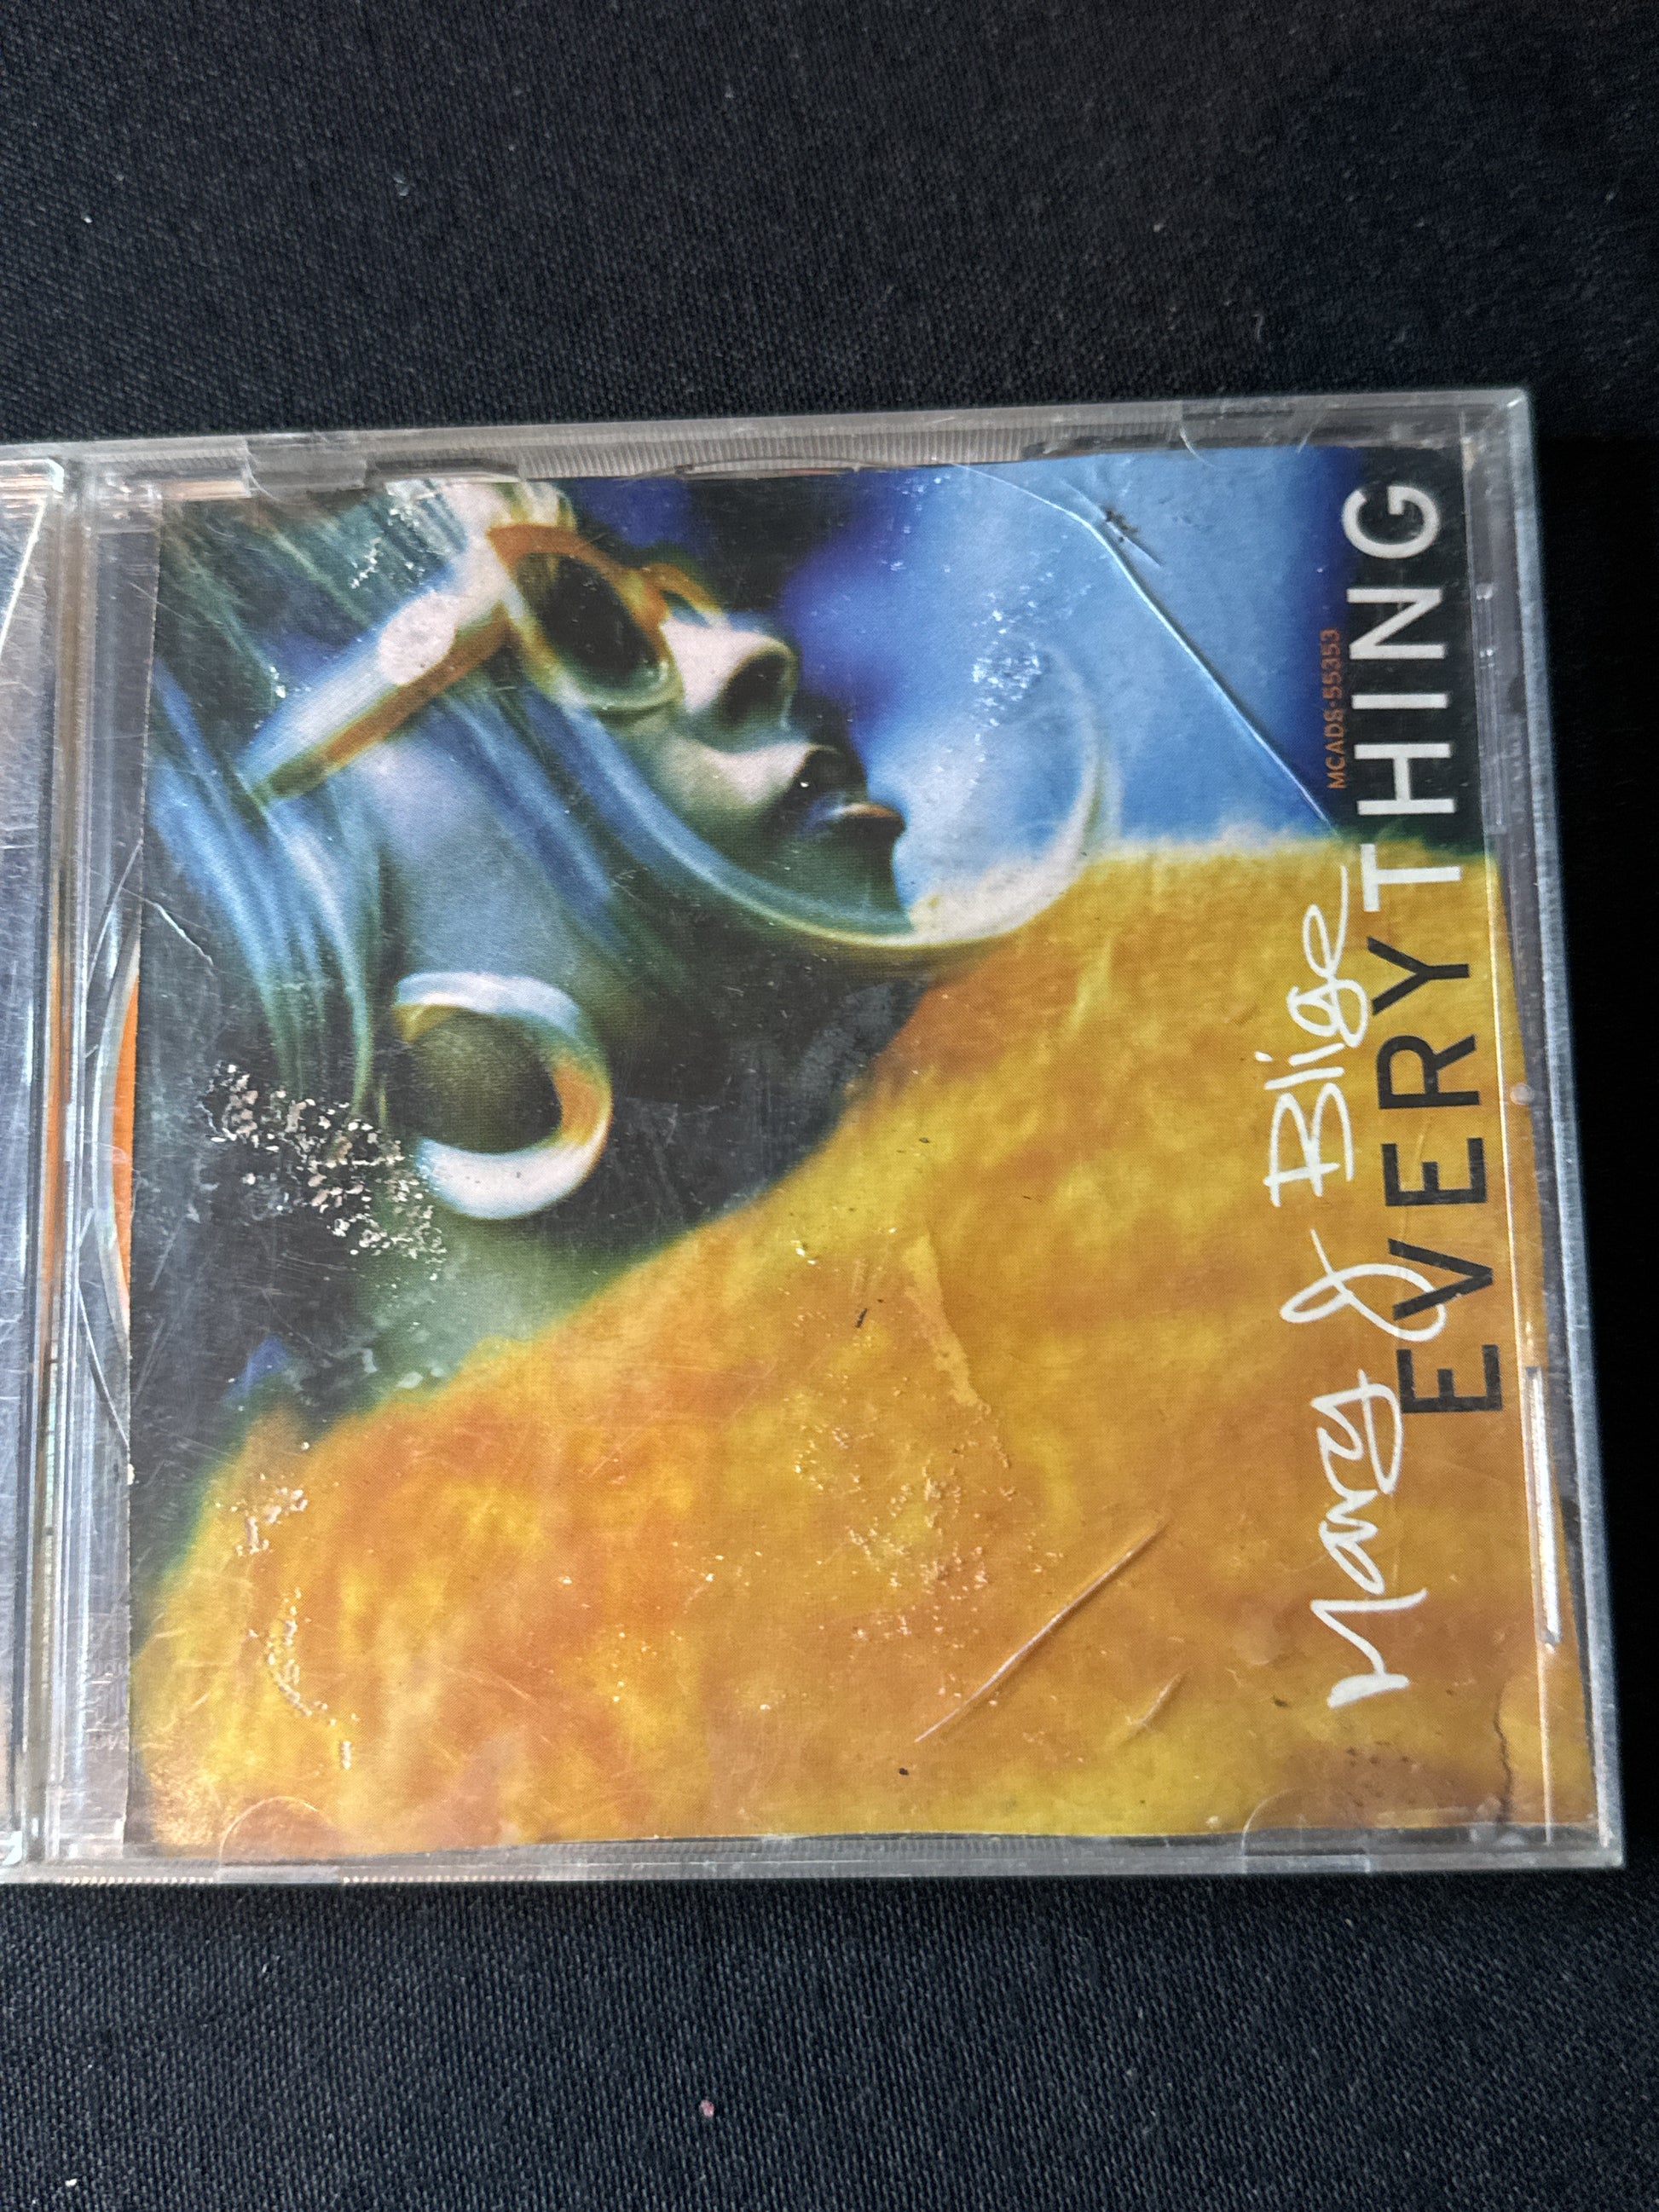 Mary J Blige
MCADS-55353
EVERYTHING